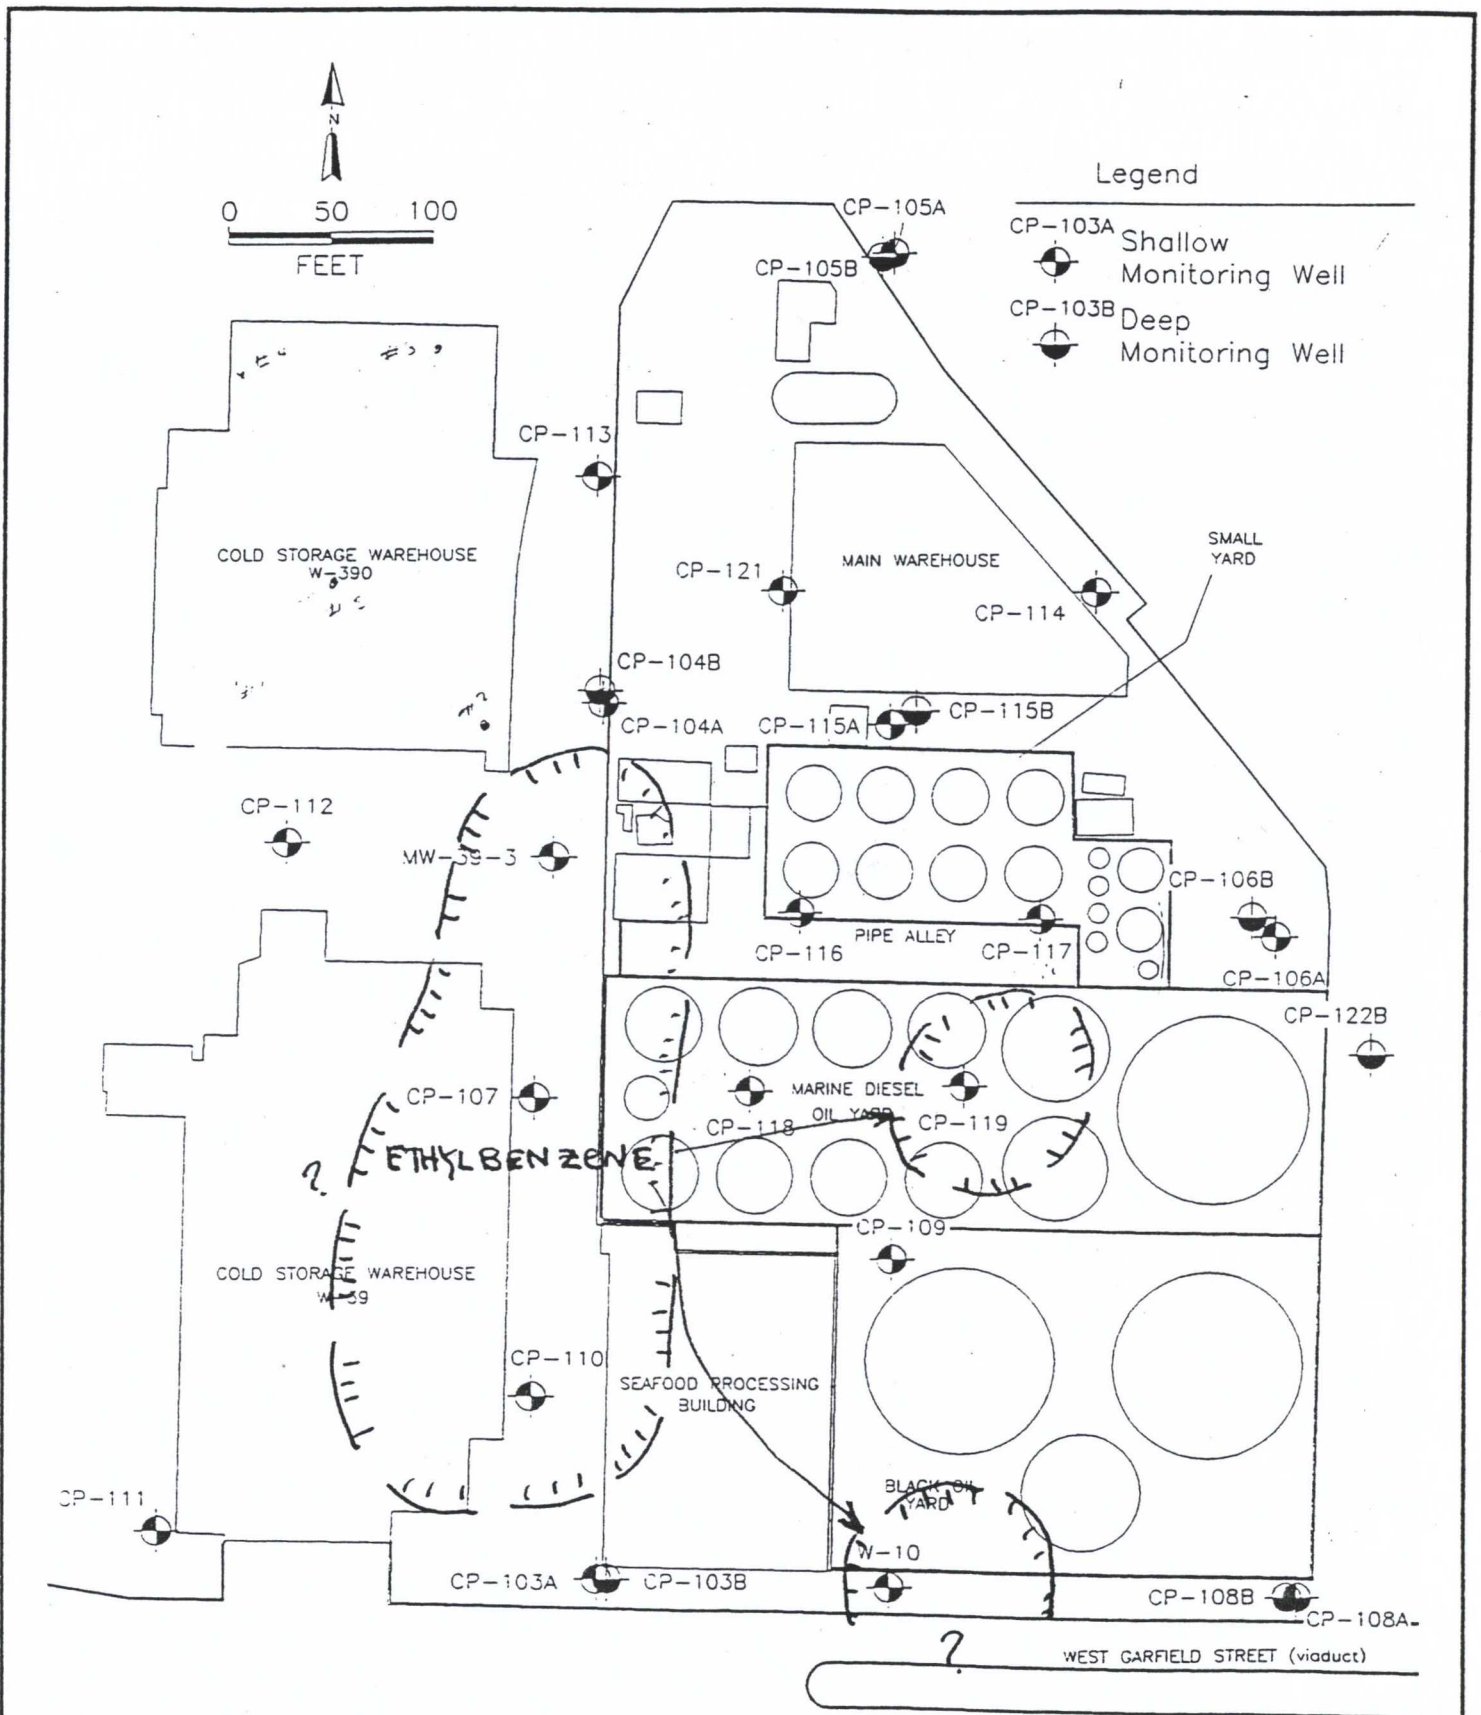 N
0 50 100
FEET
Legend
CP-103A
Shallow
Monitoring Well
CP-103B
Deep
Monitoring Well
CP-105A
CP-105B
CP-113
COLD STORAGE WAREHOUSE
W-390
CP-121
MAIN WAREHOUSE
SMALL
YARD
CP-114
CP-104B
CP-104A
CP-115A
CP-115B
CP-112
MW-39-3
CP-106B
PIPE ALLEY
CP-116
CP-117
CP-106A
CP-122B
CP-107
MARINE DIESEL
OIL YARD
CP-118
CP-119
ETHYLBENZENE
?
CP-109
COLD STORAGE WAREHOUSE
W-39
CP-110
SEAFOOD PROCESSING
BUILDING
BLACK OIL
YARD
CP-111
W-10
CP-103A
CP-103B
CP-108B
CP-108A
?
WEST GARFIELD STREET (viaduct)